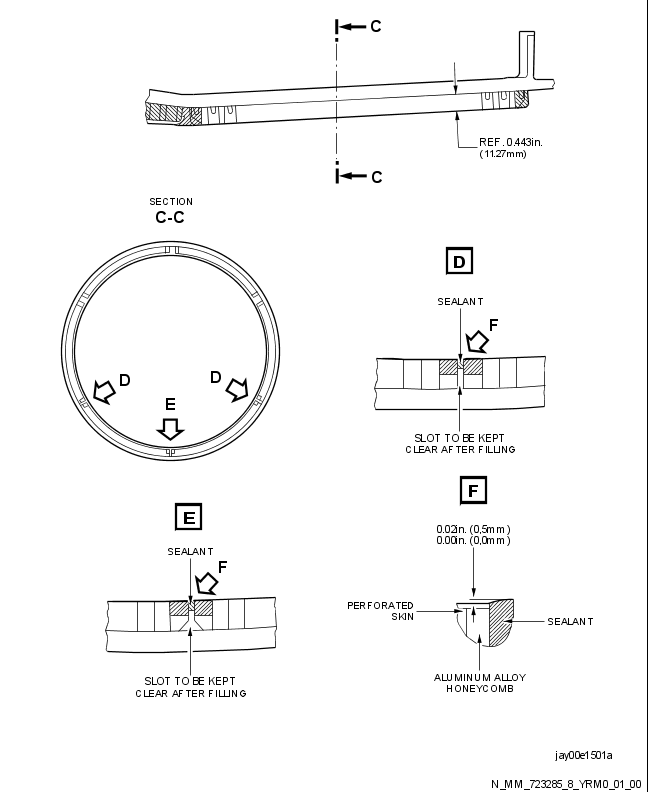 C
REF. 0.443in.
(11.27mm)
C
SECTION
C-C
D
SEALANT
F
D
D
E
SLOT TO BE KEPT
CLEAR AFTER FILLING
E
F
SEALANT
F
0.02in. (0,5mm)
0.00in. (0,0mm)
PERFORATED
SKIN
SEALANT
SLOT TO BE KEPT
CLEAR AFTER FILLING
ALUMINUM ALLOY
HONEYCOMB
jay00e1501a
N_MM_723285_8_YRM0_01_00